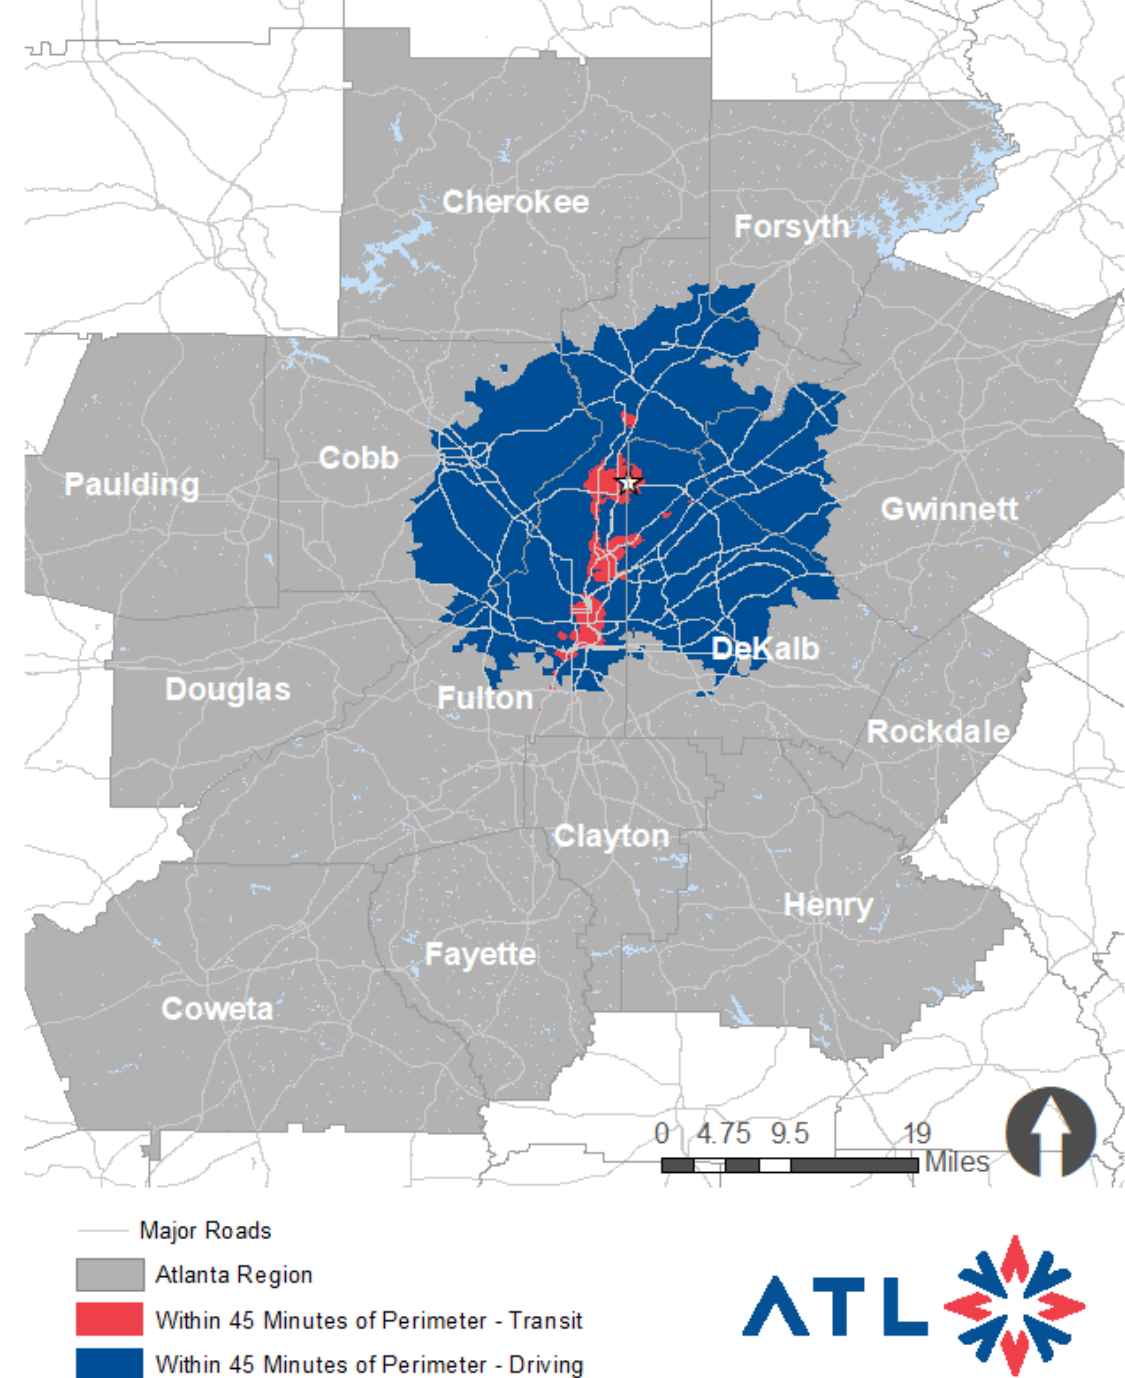 Cherokee
Forsyth
Cobb
Paulding
Gwinnett
DeKalb
Douglas
Fulton
Rockdale
Clayton
Henry
Fayette
Coweta
0 4.75 9.5 19
Miles
Major Roads
Atlanta Region
Within 45 Minutes of Perimeter - Transit
Within 45 Minutes of Perimeter - Driving
ATL